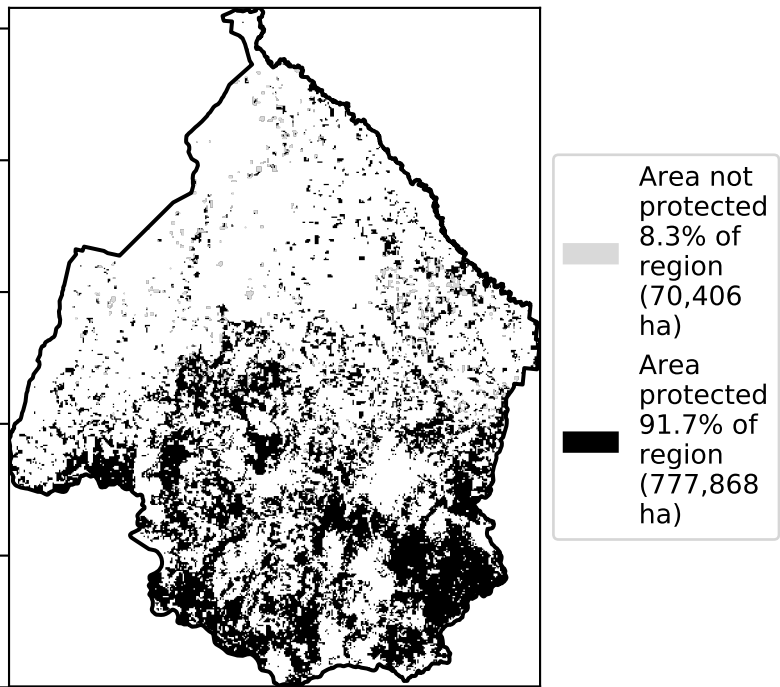 Area not
protected
8.3% of
region
(70,406
ha)
Area
protected
91.7% of
region
(777,868
ha)